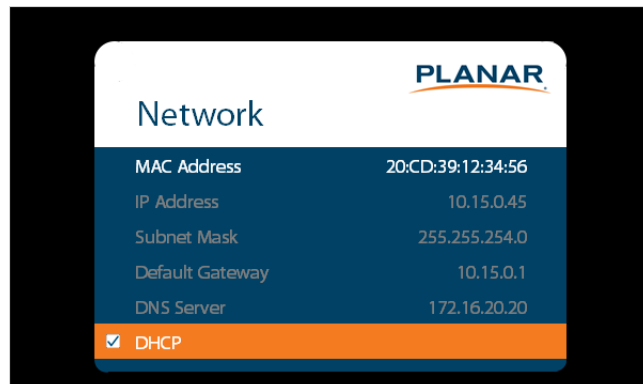 PLANAR
Network
MAC Address 20:CD:39:12:34:56
IP Address 10.15.0.45
Subnet Mask 255.255.254.0
Default Gateway 10.15.0.1
DNS Server 172.16.20.20
DHCP